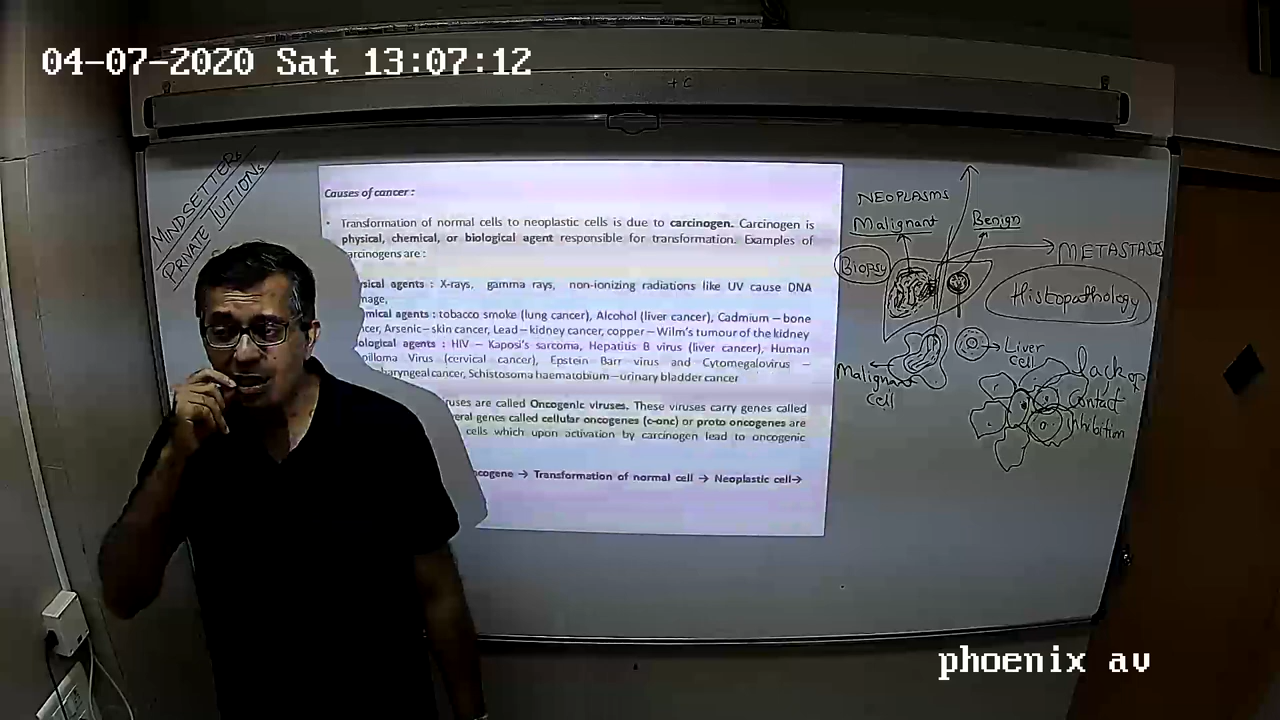 04-07-2020 Sat 13:07:12
+ C
MINDSETTERS
PRIVATE TUITIONS
Causes of cancer :
• Transformation of normal cells to neoplastic cells is due to carcinogen. Carcinogen is
physical, chemical, or biological agent responsible for transformation. Examples of
arcinogens are :
sical agents : X-rays, gamma rays, non-ionizing radiations like UV cause DNA
mage,
mical agents : tobacco smoke (lung cancer), Alcohol (liver cancer), Cadmium – bone
cer, Arsenic – skin cancer, Lead – kidney cancer, copper – Wilm's tumour of the kidney
ological agents : HIV – Kaposi's sarcoma, Hepatitis B virus (liver cancer), Human
pilloma Virus (cervical cancer), Epstein Barr virus and Cytomegalovirus –
pharyngeal cancer, Schistosoma haematobium – urinary bladder cancer
ruses are called Oncogenic viruses. These viruses carry genes called
veral genes called cellular oncogenes (c-onc) or proto oncogenes are
cells which upon activation by carcinogen lead to oncogenic
ncogene → Transformation of normal cell → Neoplastic cell→
NEOPLASMS
Malignant
Benign
METASTASIS
Biopsy
Histopathology
Liver
Cell
Malignant
Cell
lack of
Contact
Inhibition
phoenix av